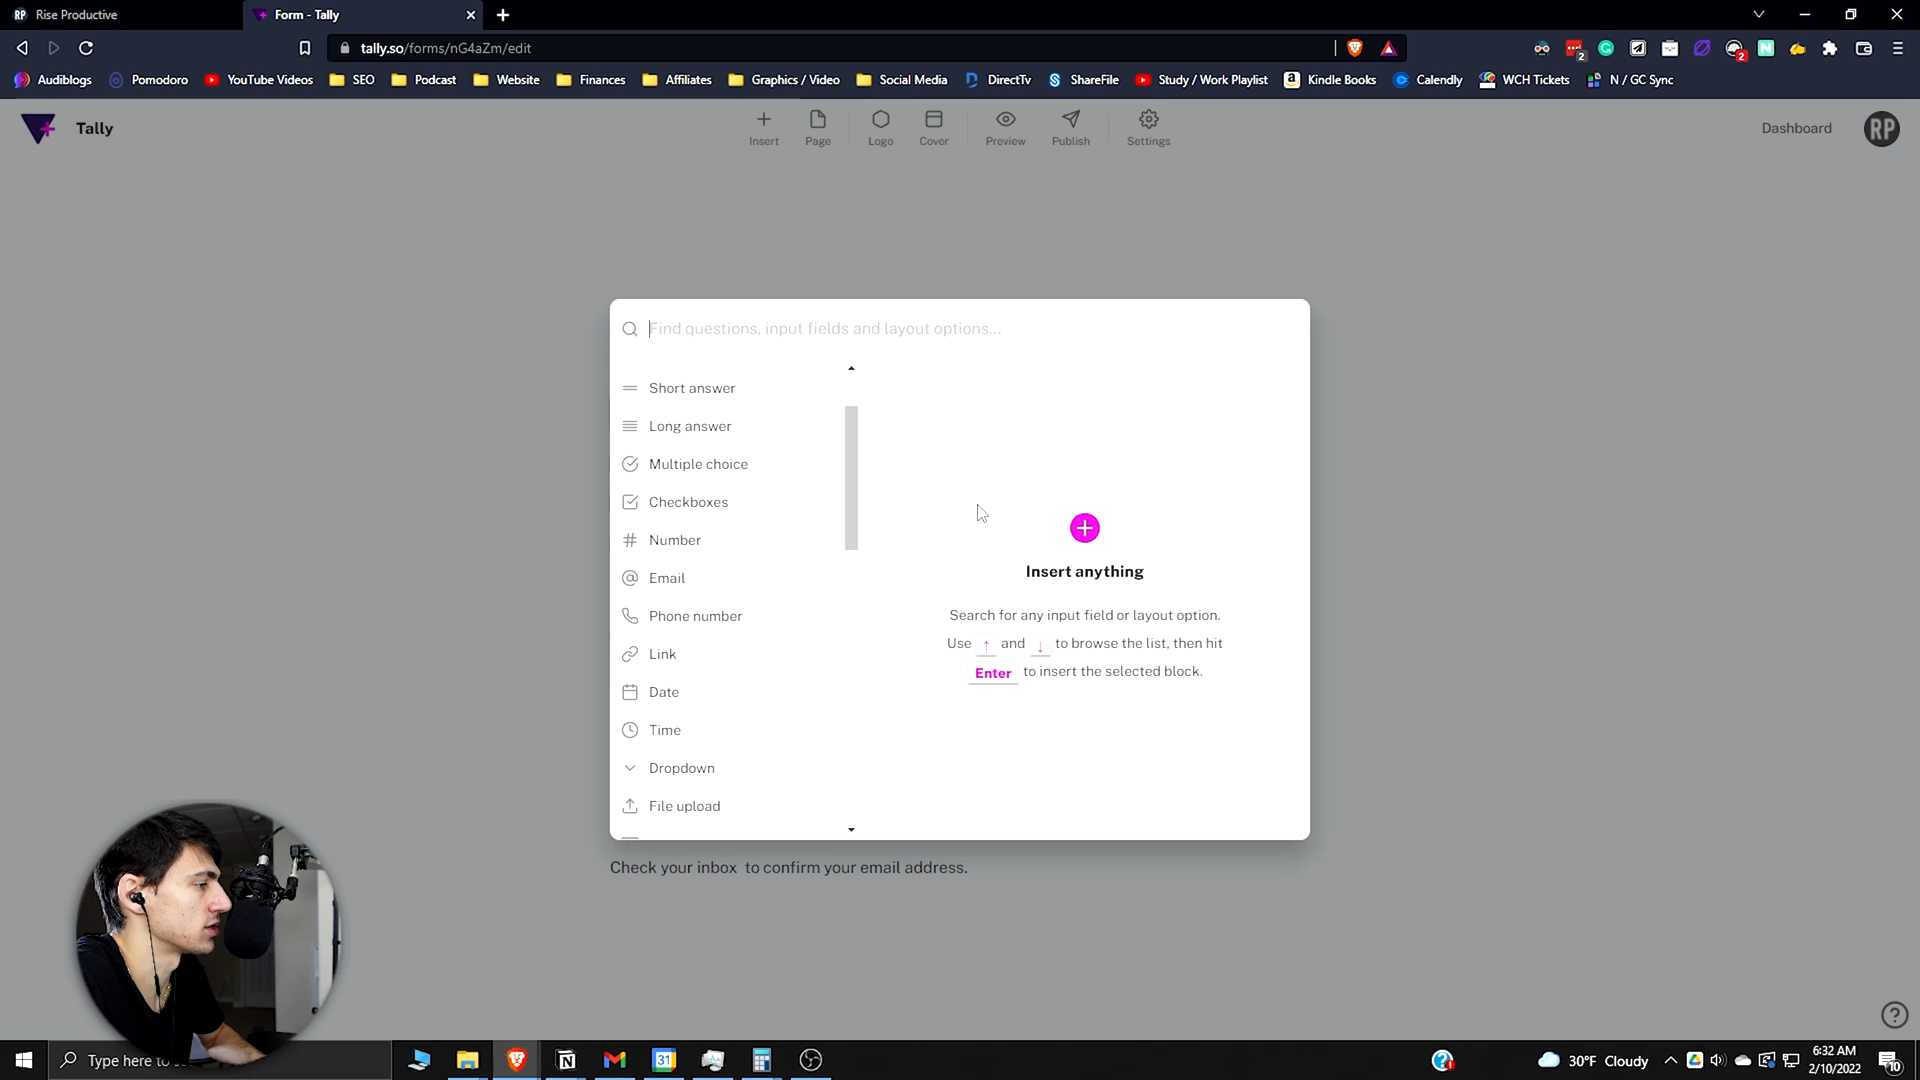 RP Rise Productive
Form - Tally
tally.so/forms/nG4aZm/edit
2
2
Audiblogs Pomodoro YouTube Videos SEO Podcast Website Finances Affiliates Graphics / Video Social Media DirectTv ShareFile Study / Work Playlist Kindle Books Calendly WCH Tickets N / GC Sync
Tally
Insert Page Logo Cover Preview Publish Settings
Dashboard RP
Find questions, input fields and layout options...
Short answer
Long answer
Multiple choice
Checkboxes
Number
Email
Phone number
Link
Date
Time
Dropdown
File upload
Insert anything
Search for any input field or layout option.
Use ↑ and ↓ to browse the list, then hit
Enter to insert the selected block.
Check your inbox to confirm your email address.
Type here to
31
30°F Cloudy
6:32 AM
2/10/2022
10